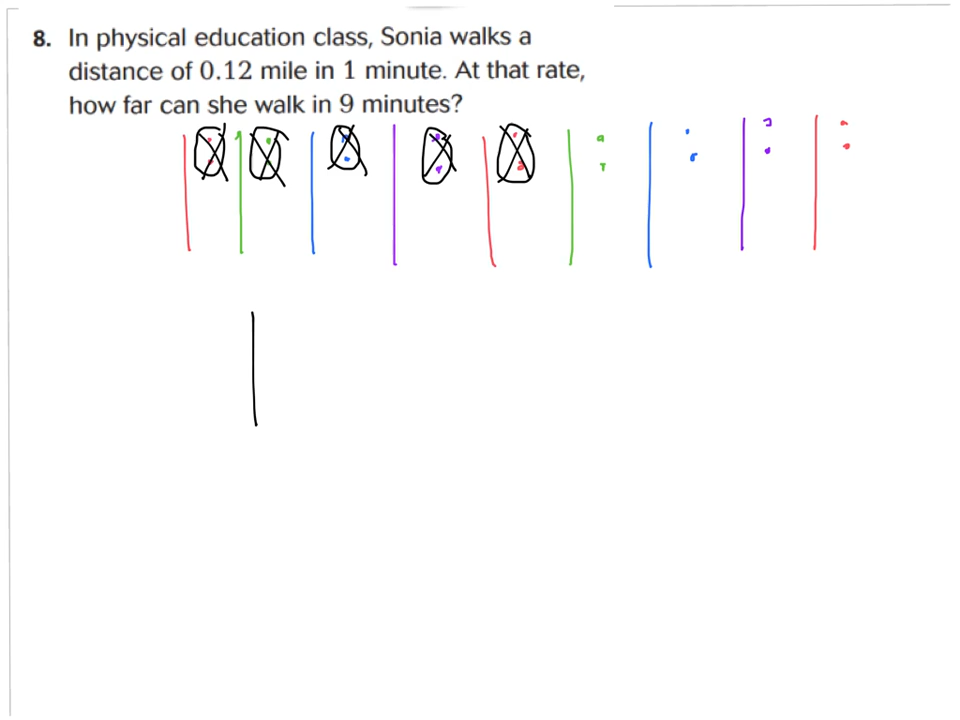 8. In physical education class, Sonia walks a
distance of 0.12 mile in 1 minute. At that rate,
how far can she walk in 9 minutes?